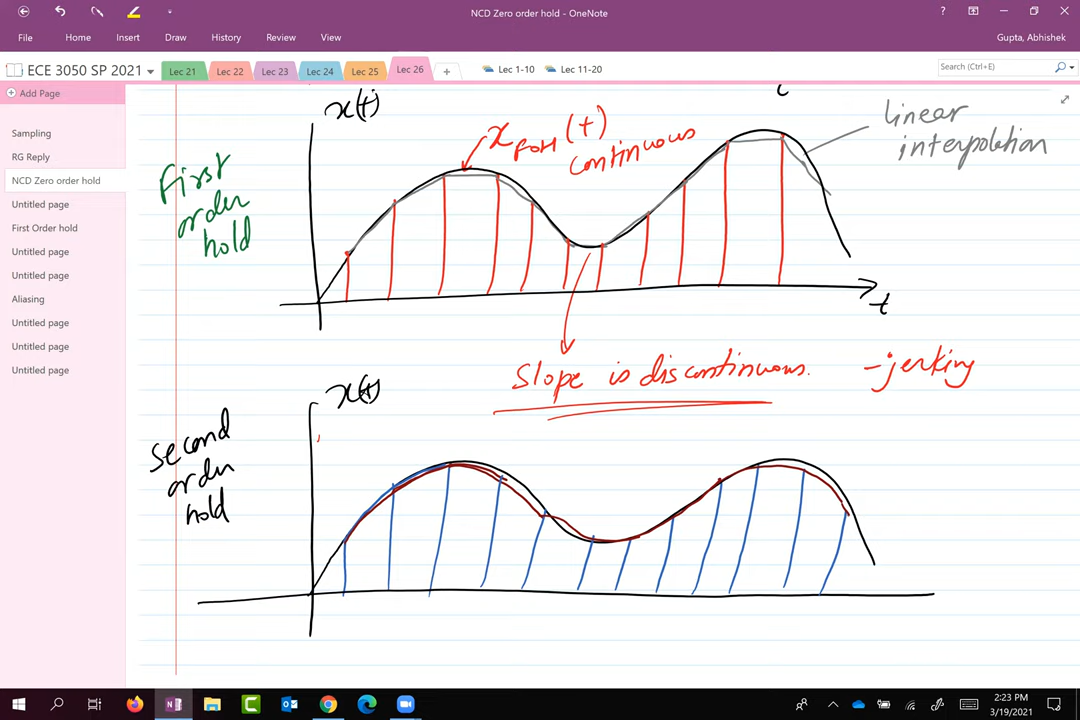 NCD Zero order hold - OneNote
Gupta, Abhishek
File Home Insert Draw History Review View
ECE 3050 SP 2021
Lec 21 Lec 22 Lec 23 Lec 24 Lec 25 Lec 26 Lec 1-10 Lec 11-20
Search (Ctrl+E)
Add Page
Sampling
RG Reply
NCD Zero order hold
Untitled page
First Order hold
Untitled page
Untitled page
Aliasing
Untitled page
Untitled page
Untitled page
x(t)
First
order
hold
xFOH(t)
continuous
linear
interpolation
t
slope is discontinuous. - jerking
x(t)
second
order
hold
2:23 PM
3/19/2021